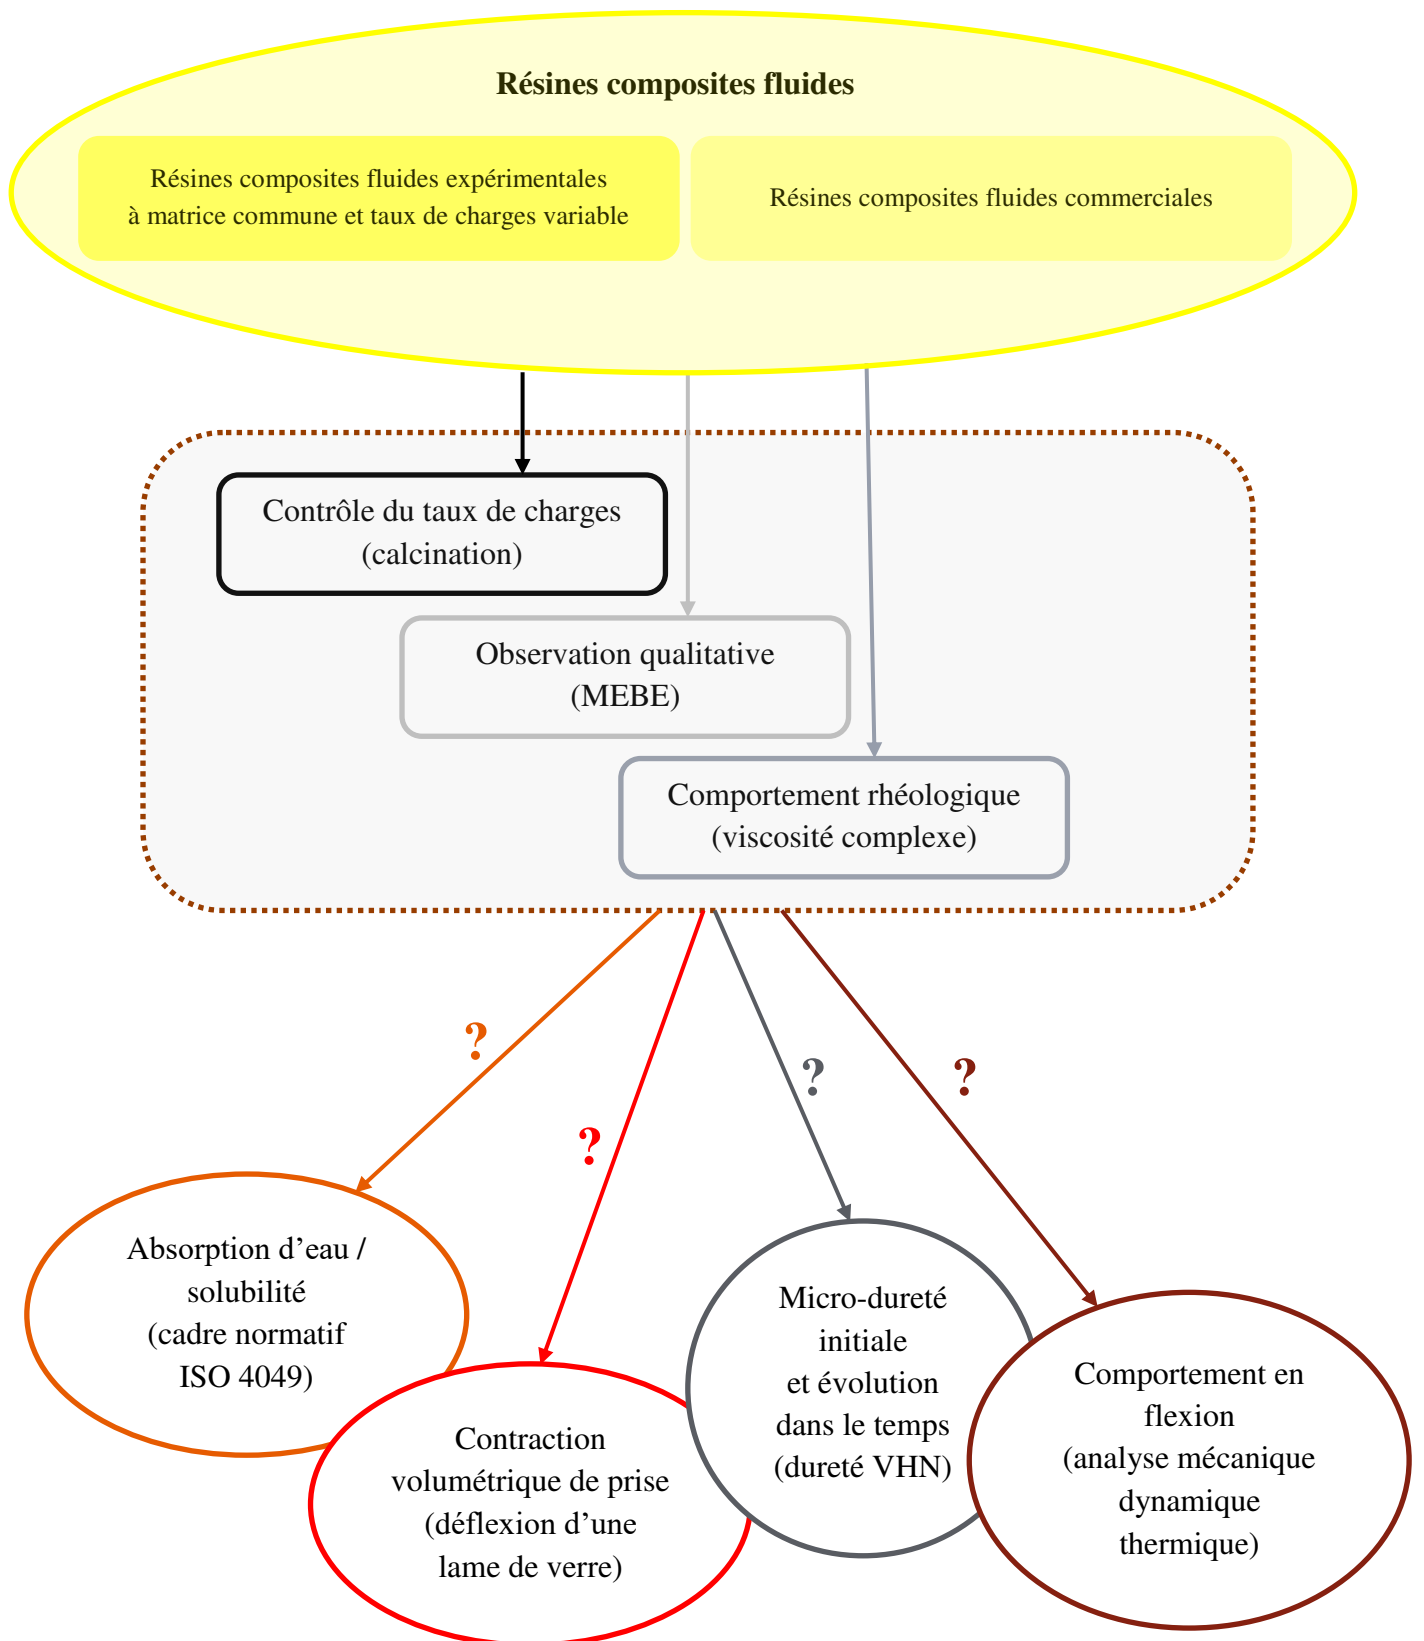 Résines composites fluides
Résines composites fluides expérimentales
à matrice commune et taux de charges variable
Résines composites fluides commerciales
Contrôle du taux de charges
(calcination)
Observation qualitative
(MEBE)
Comportement rhéologique
(viscosité complexe)
?
?
?
?
Absorption d’eau /
solubilité
(cadre normatif
ISO 4049)
Contraction
volumétrique de prise
(déflexion d’une
lame de verre)
Micro-dureté
initiale
et évolution
dans le temps
(dureté VHN)
Comportement en
flexion
(analyse mécanique
dynamique
thermique)